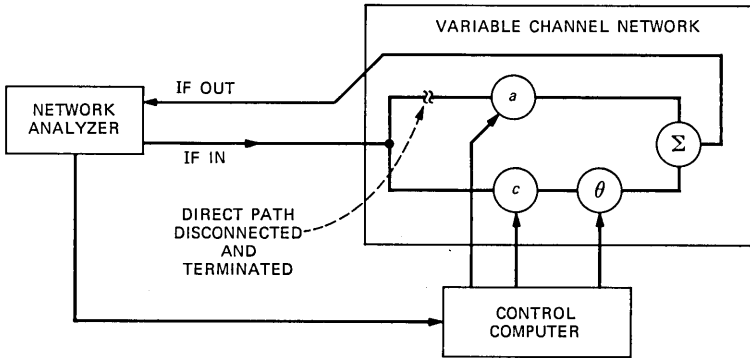 VARIABLE CHANNEL NETWORK
IF OUT
NETWORK
ANALYZER
IF IN
a
Σ
c
θ
DIRECT PATH
DISCONNECTED
AND
TERMINATED
CONTROL
COMPUTER